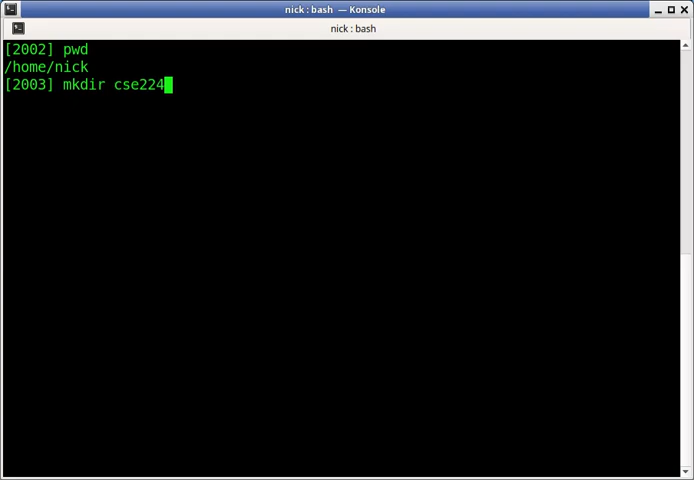 nick : bash — Konsole
nick : bash
[2002] pwd
/home/nick
[2003] mkdir cse224